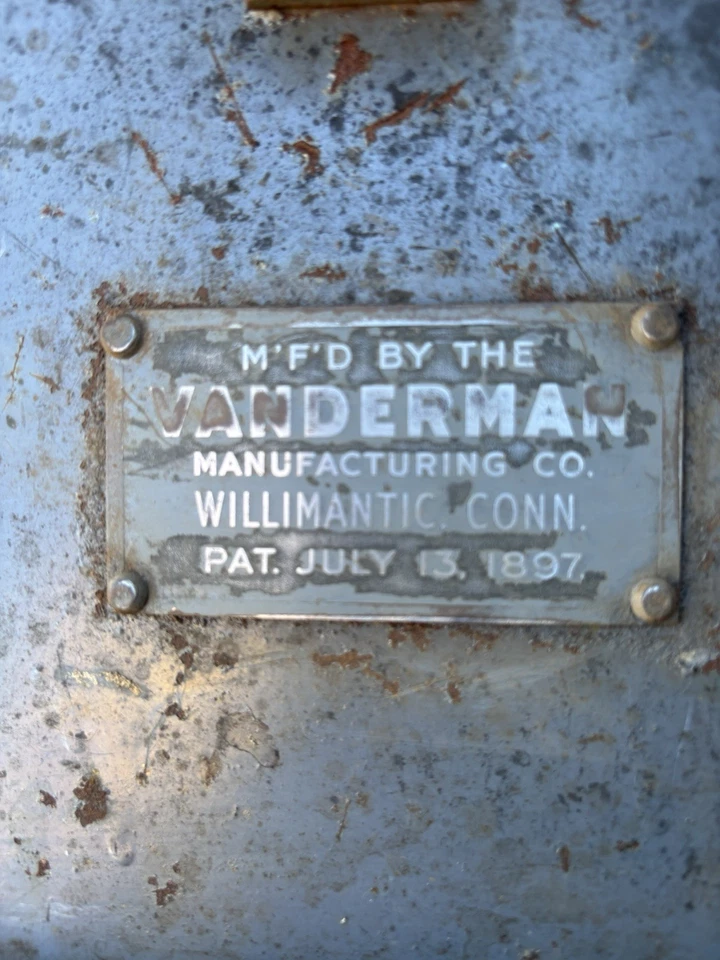 M'F'D BY THE
VANDERMAN
MANUFACTURING CO.
WILLIMANTIC. CONN.
PAT. JULY 13, 1897.